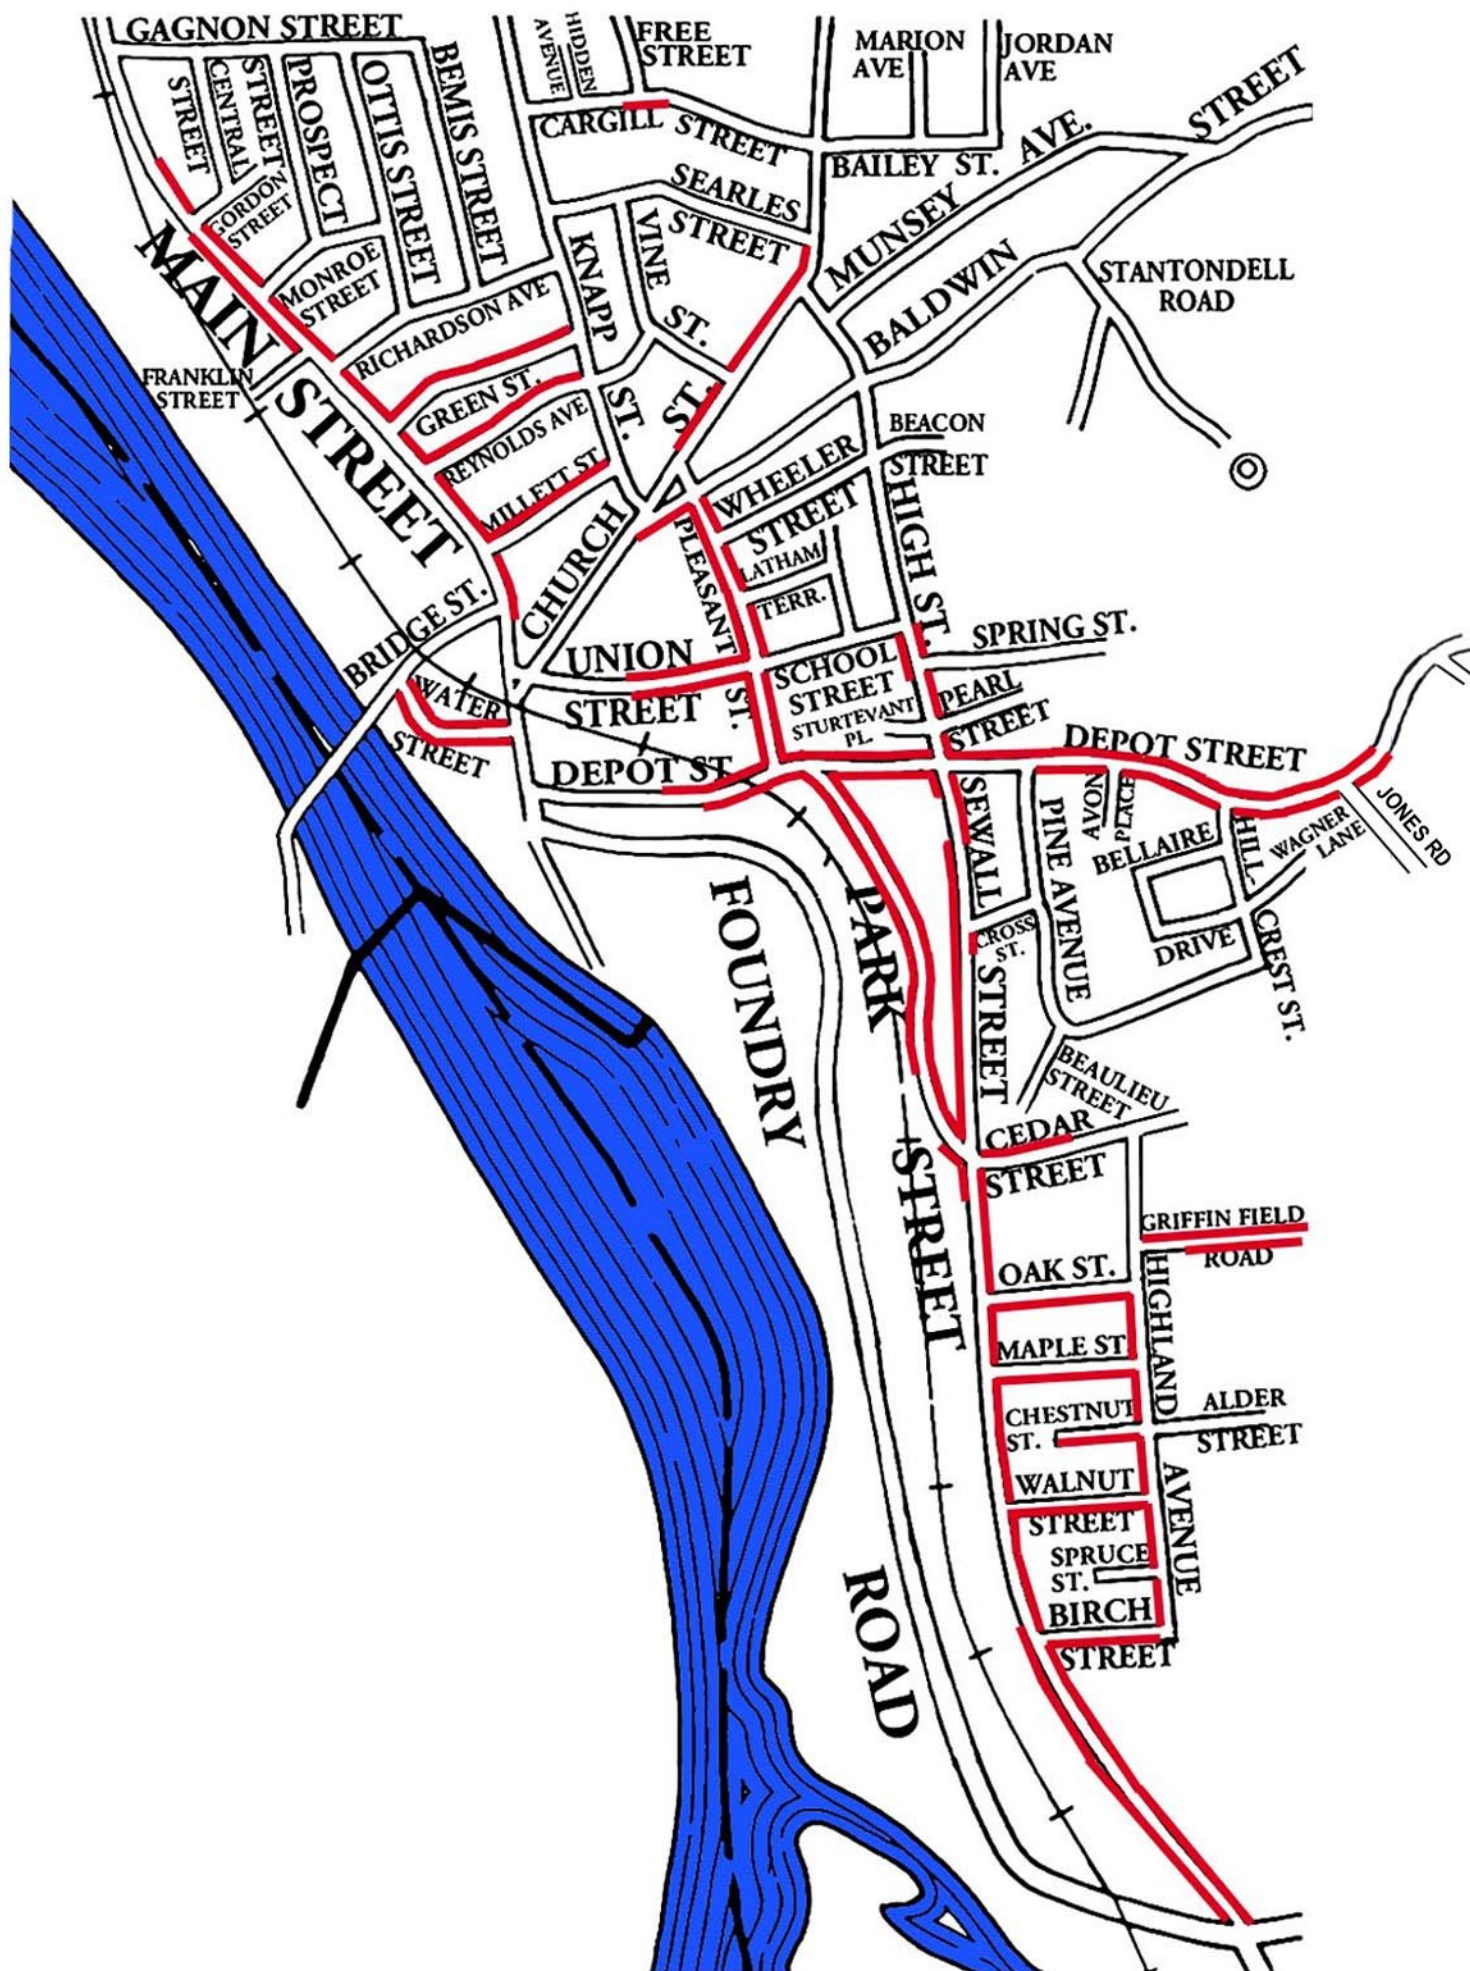 GAGNON STREET
STREET
CENTRAL
STREET
PROSPECT
OTTIS STREET
BEMIS STREET
HIDDEN
AVENUE
FREE
STREET
MARION
AVE
JORDAN
AVE
CARGILL STREET
BAILEY ST.
MUNSEY AVE.
STREET
BALDWIN
SEARLES
STREET
GORDON
STREET
MONROE
STREET
VINE ST.
KNAPP ST.
STANTONDELL
ROAD
MAIN STREET
RICHARDSON AVE
FRANKLIN
STREET
GREEN ST.
REYNOLDS AVE
MILLETT ST
CHURCH ST.
BEACON
STREET
WHEELER
STREET
HIGH ST.
LATHAM
TERR.
PLEASANT ST.
BRIDGE ST.
UNION
STREET
SCHOOL
STREET
SPRING ST.
STURTEVANT
PL.
PEARL
STREET
WATER
STREET
DEPOT ST
DEPOT STREET
SEWALL STREET
PINE AVENUE
AVON
PLACE
BELLAIRE
DRIVE
HILL-
CREST ST.
WAGNER
LANE
JONES RD
CROSS
ST.
FOUNDRY ROAD
PARK STREET
BEAULIEU
STREET
CEDAR
STREET
GRIFFIN FIELD
ROAD
OAK ST.
HIGHLAND AVENUE
MAPLE ST.
CHESTNUT
ST.
ALDER
STREET
WALNUT
STREET
SPRUCE
ST.
BIRCH
STREET